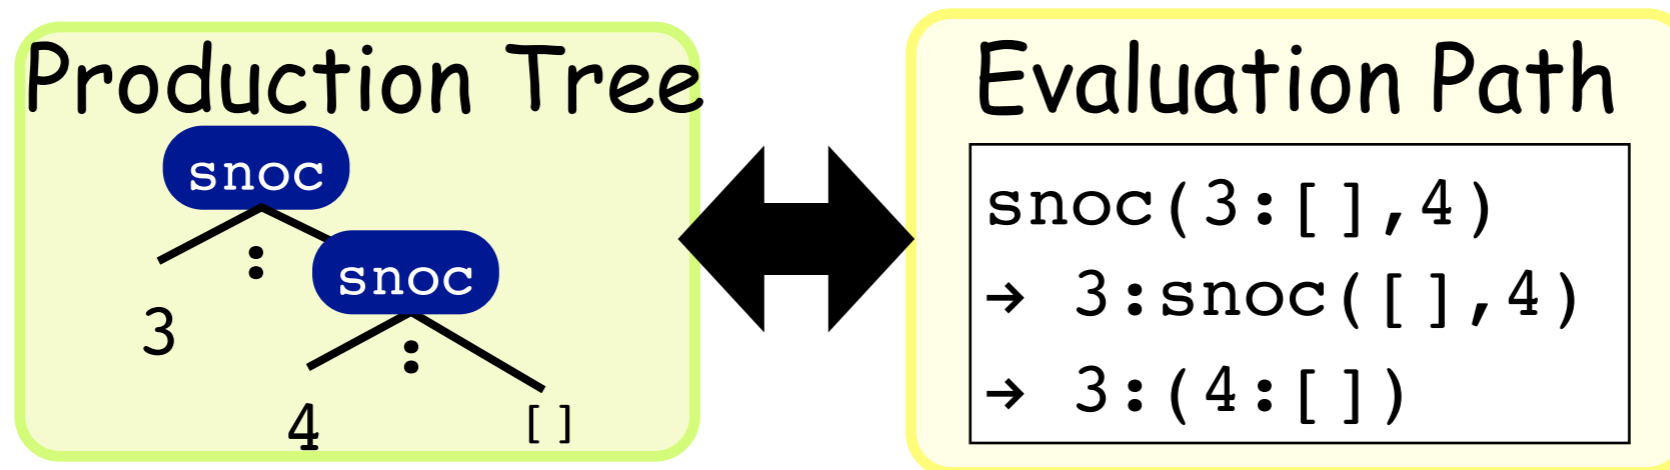 Production Tree
snoc
:
snoc
3
:
4
[]
Evaluation Path
snoc(3:[],4)
→ 3:snoc([],4)
→ 3:(4:[])